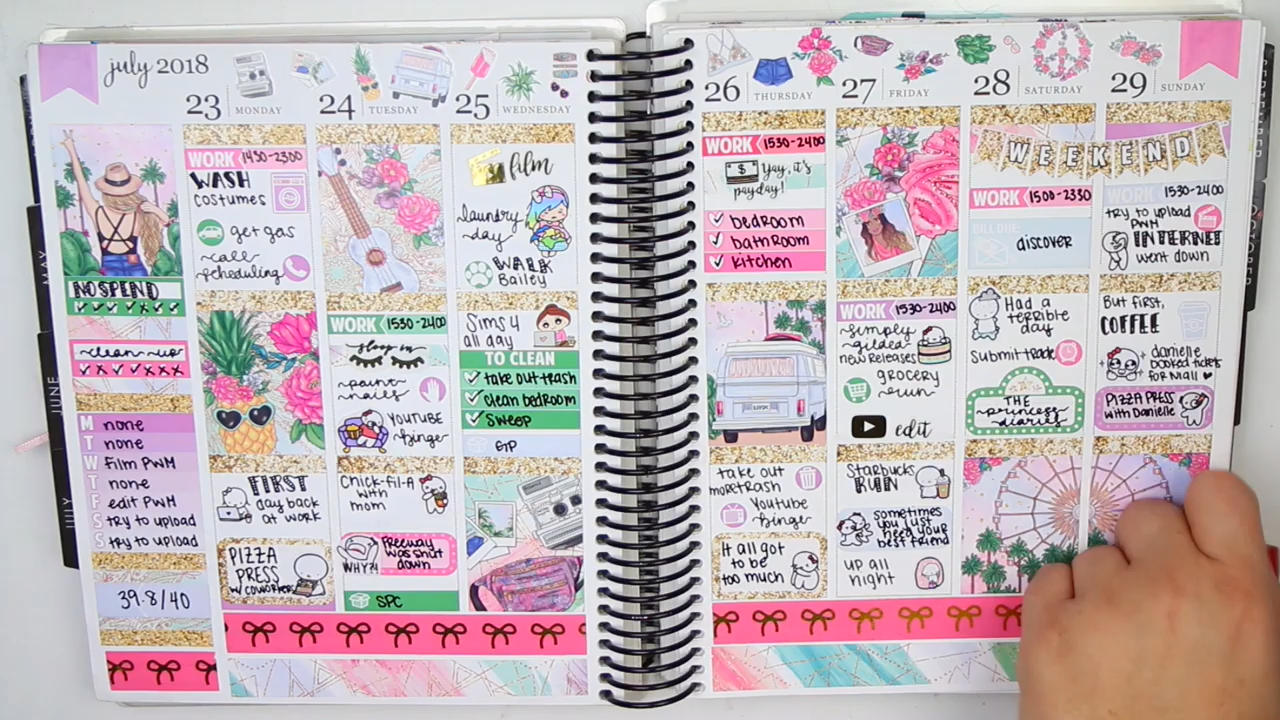 july 2018
NO SPEND
clean up
M none
T none
W film PWM
T none
F edit PWM
S try to upload
S try to upload
39.8/40
23 MONDAY
WORK 1430-2300
WASH
costumes
get gas
call
scheduling
FIRST
day back
at work
PIZZA
PRESS
w/ coworkers
24 TUESDAY
WORK 1530-2400
sleep in
paint
nails
YOUTUBE
binge
Chick-fil-A
with
mom
WHY?!
Freeway
was shut
down
SPC
25 WEDNESDAY
film
laundry
day
WALK
Bailey
Sims 4
all day
TO CLEAN
take out trash
clean bedroom
sweep
26 THURSDAY
WORK 1530-2400
$
Yay, it's
payday!
bedroom
bathroom
kitchen
take out
more trash
Youtube
binge
It all got
to be
too much
27 FRIDAY
WORK 1530-2400
simply
gilded
new releases
grocery
run
edit
STARBUCKS
RUN
sometimes
you just
need your
best friend
up all
night
28 SATURDAY
WEEKEND
WORK 1500-2330
BILL DUE
discover
Had a
terrible
day
Submit
THE
princess
diaries
29 SUNDAY
1530-2400
try to upload
PWM
INTERNET
went down
But first,
COFFEE
danielle
booked tickets
for Maui
PIZZA PRESS
with Danielle
MAY
JUNE
JULY